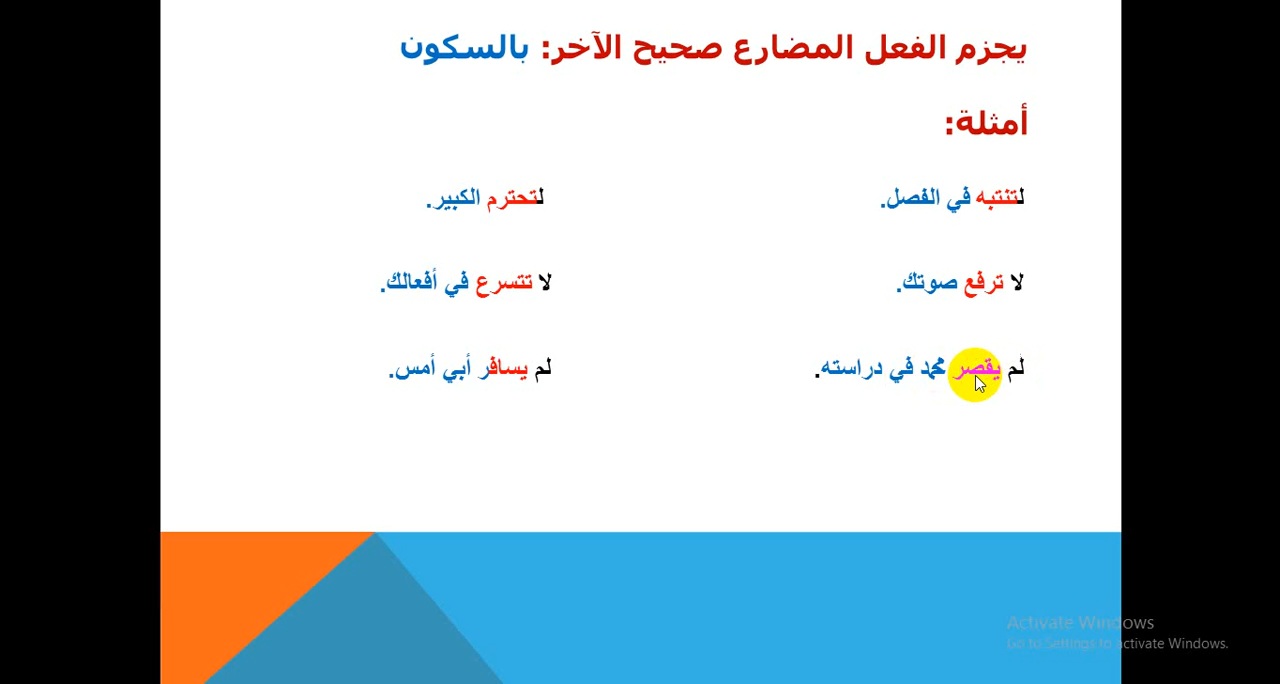 يجزم الفعل المضارع صحيح الآخر: بالسكون
أمثلة:
لتنتبه في الفصل. لتحترم الكبير.
لا ترفع صوتك. لا تتسرع في أفعالك.
لم يقصر محمد في دراسته. لم يسافر أبي أمس.
Activate Windows
Go to Settings to activate Windows.